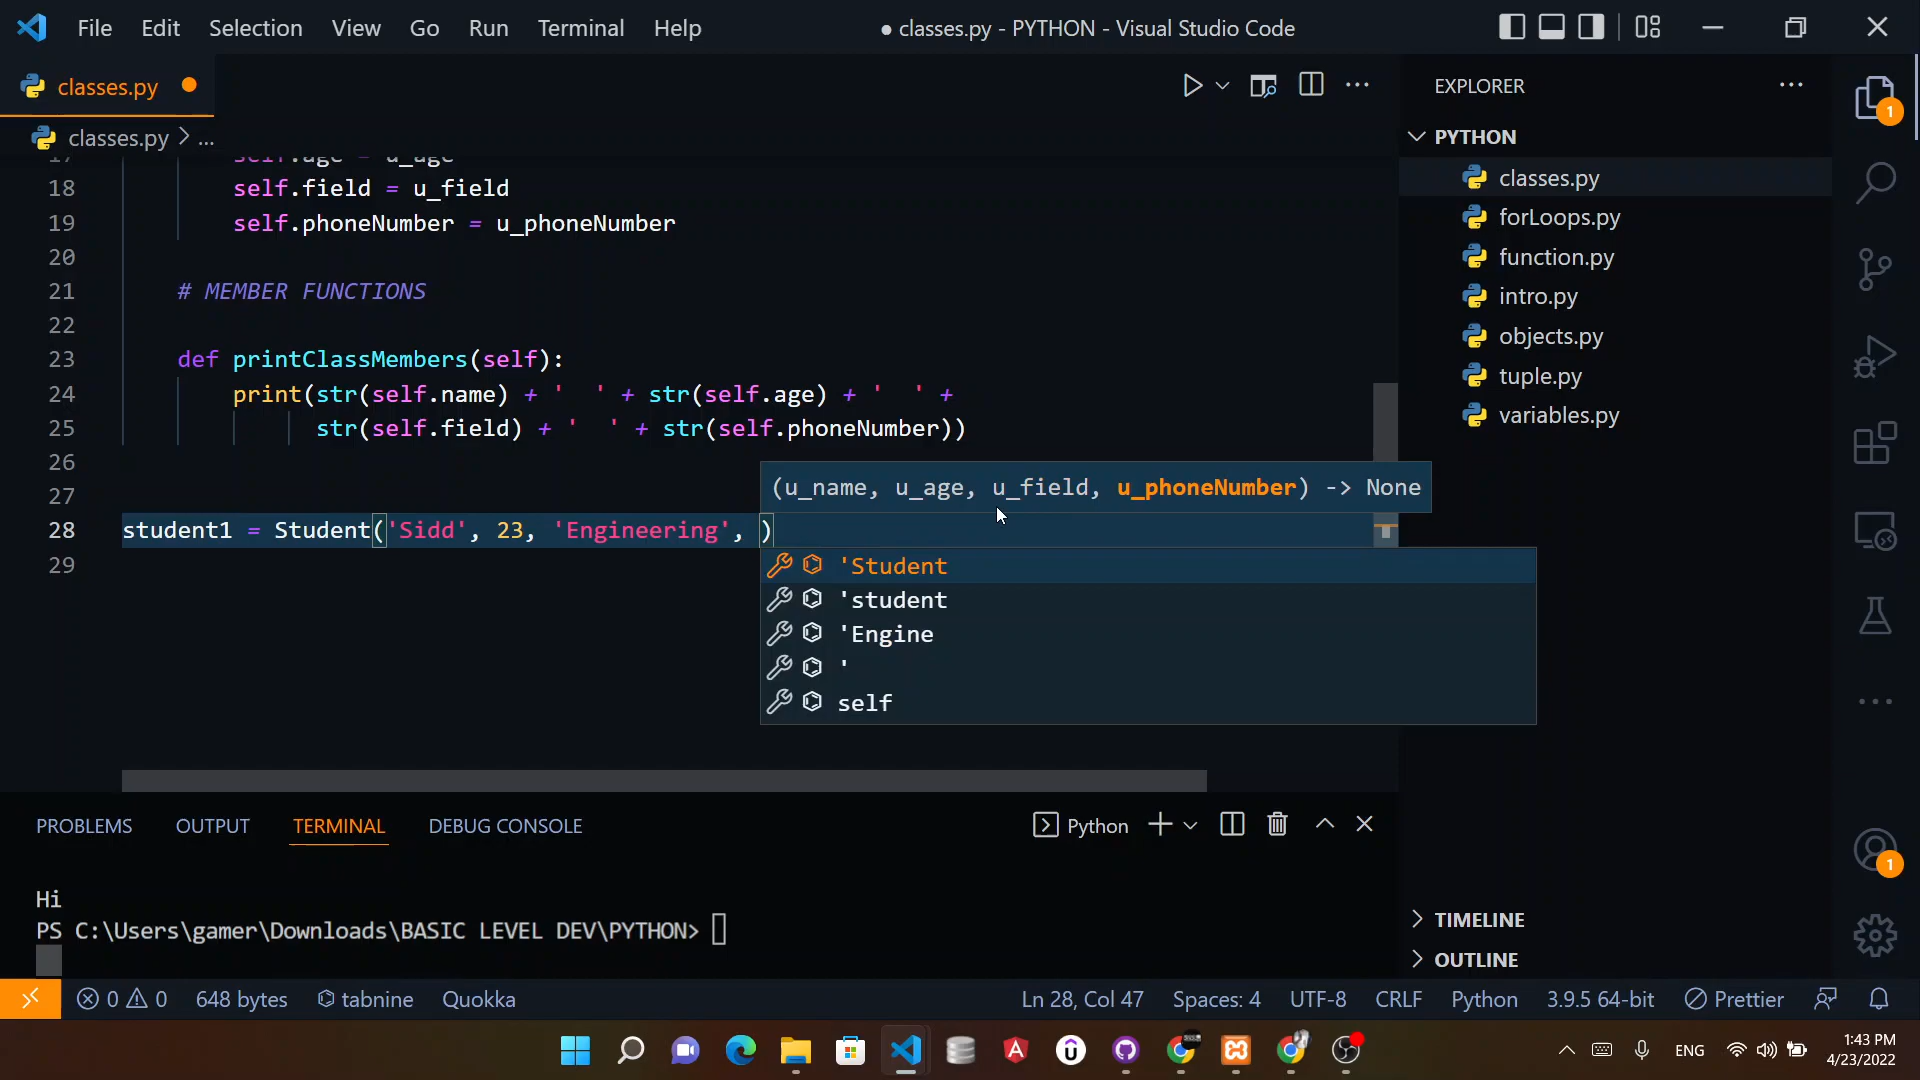 File Edit Selection View Go Run Terminal Help
● classes.py - PYTHON - Visual Studio Code
classes.py
classes.py > ...
17 self.age = u_age
18 self.field = u_field
19 self.phoneNumber = u_phoneNumber
20
21 # MEMBER FUNCTIONS
22
23 def printClassMembers(self):
24 print(str(self.name) + '  ' + str(self.age) + '  ' +
25 str(self.field) + '  ' + str(self.phoneNumber))
26
27
(u_name, u_age, u_field, u_phoneNumber) -> None
28 student1 = Student('Sidd', 23, 'Engineering', )
29
'Student
'student
'Engine
'
self
EXPLORER
PYTHON
classes.py
forLoops.py
function.py
intro.py
objects.py
tuple.py
variables.py
TIMELINE
OUTLINE
1
1
PROBLEMS OUTPUT TERMINAL DEBUG CONSOLE
Python
Hi
PS C:\Users\gamer\Downloads\BASIC LEVEL DEV\PYTHON>
0 0 648 bytes tabnine Quokka
Ln 28, Col 47 Spaces: 4 UTF-8 CRLF Python 3.9.5 64-bit Prettier
ENG
1:43 PM
4/23/2022